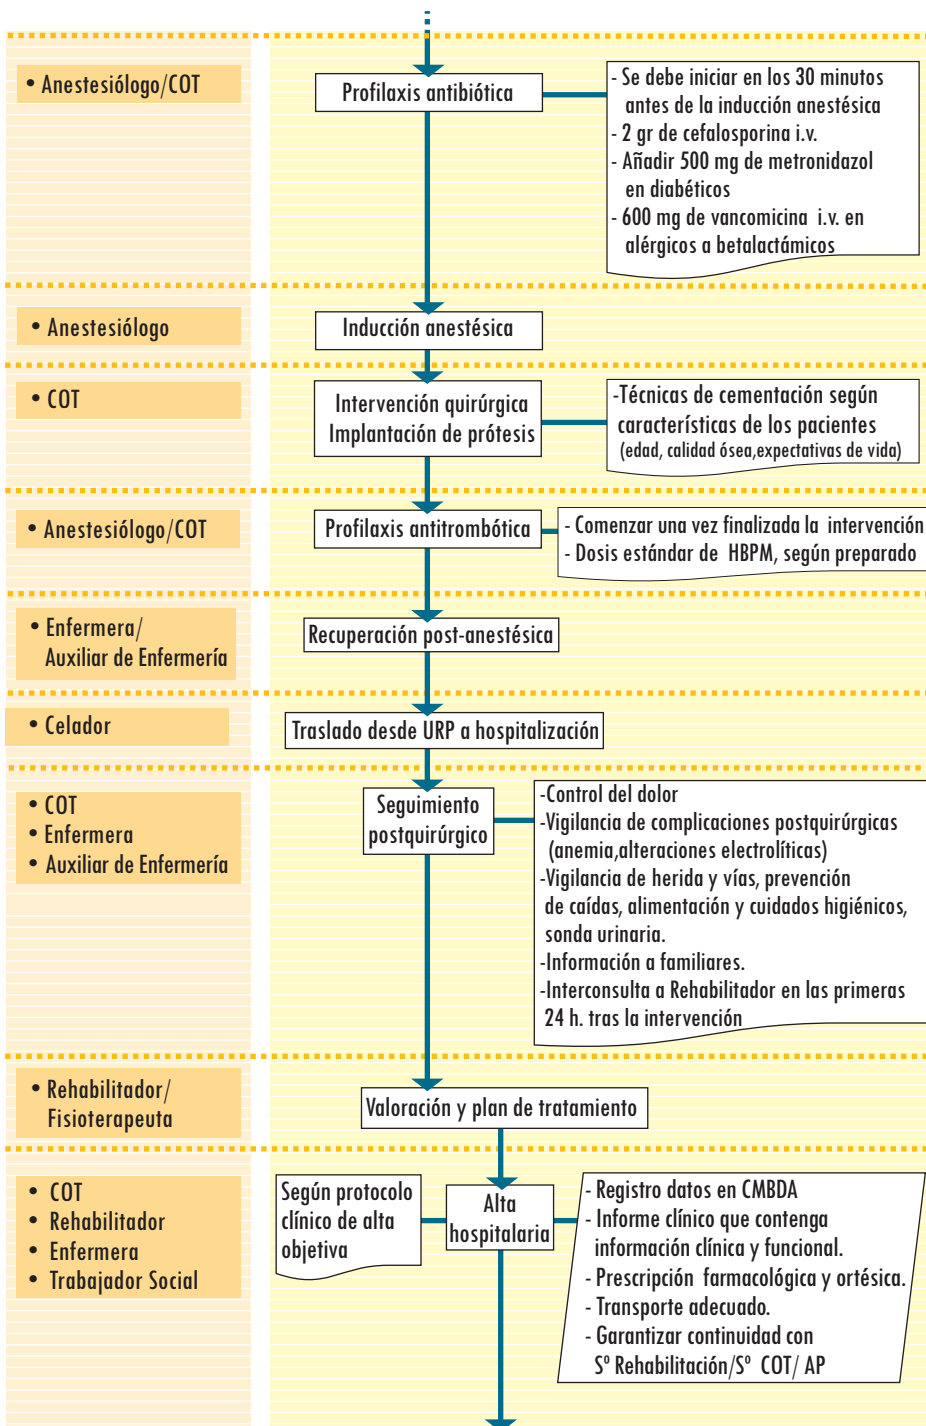 • Anestesiólogo/COT
Profilaxis antibiótica
- Se debe iniciar en los 30 minutos
antes de la inducción anestésica
- 2 gr de cefalosporina i.v.
- Añadir 500 mg de metronidazol
en diabéticos
- 600 mg de vancomicina i.v. en
alérgicos a betalactámicos
• Anestesiólogo
Inducción anestésica
• COT
Intervención quirúrgica
Implantación de prótesis
-Técnicas de cementación según
características de los pacientes
(edad, calidad ósea,expectativas de vida)
• Anestesiólogo/COT
Profilaxis antitrombótica
- Comenzar una vez finalizada la intervención
- Dosis estándar de HBPM, según preparado
• Enfermera/
Auxiliar de Enfermería
Recuperación post-anestésica
• Celador
Traslado desde URP a hospitalización
• COT
• Enfermera
• Auxiliar de Enfermería
Seguimiento
postquirúrgico
-Control del dolor
-Vigilancia de complicaciones postquirúrgicas
(anemia,alteraciones electrolíticas)
-Vigilancia de herida y vías, prevención
de caídas, alimentación y cuidados higiénicos,
sonda urinaria.
-Información a familiares.
-Interconsulta a Rehabilitador en las primeras
24 h. tras la intervención
• Rehabilitador/
Fisioterapeuta
Valoración y plan de tratamiento
• COT
• Rehabilitador
• Enfermera
• Trabajador Social
Según protocolo
clínico de alta
objetiva
Alta
hospitalaria
- Registro datos en CMBDA
- Informe clínico que contenga
información clínica y funcional.
- Prescripción farmacológica y ortésica.
- Transporte adecuado.
- Garantizar continuidad con
Sº Rehabilitación/Sº COT/ AP